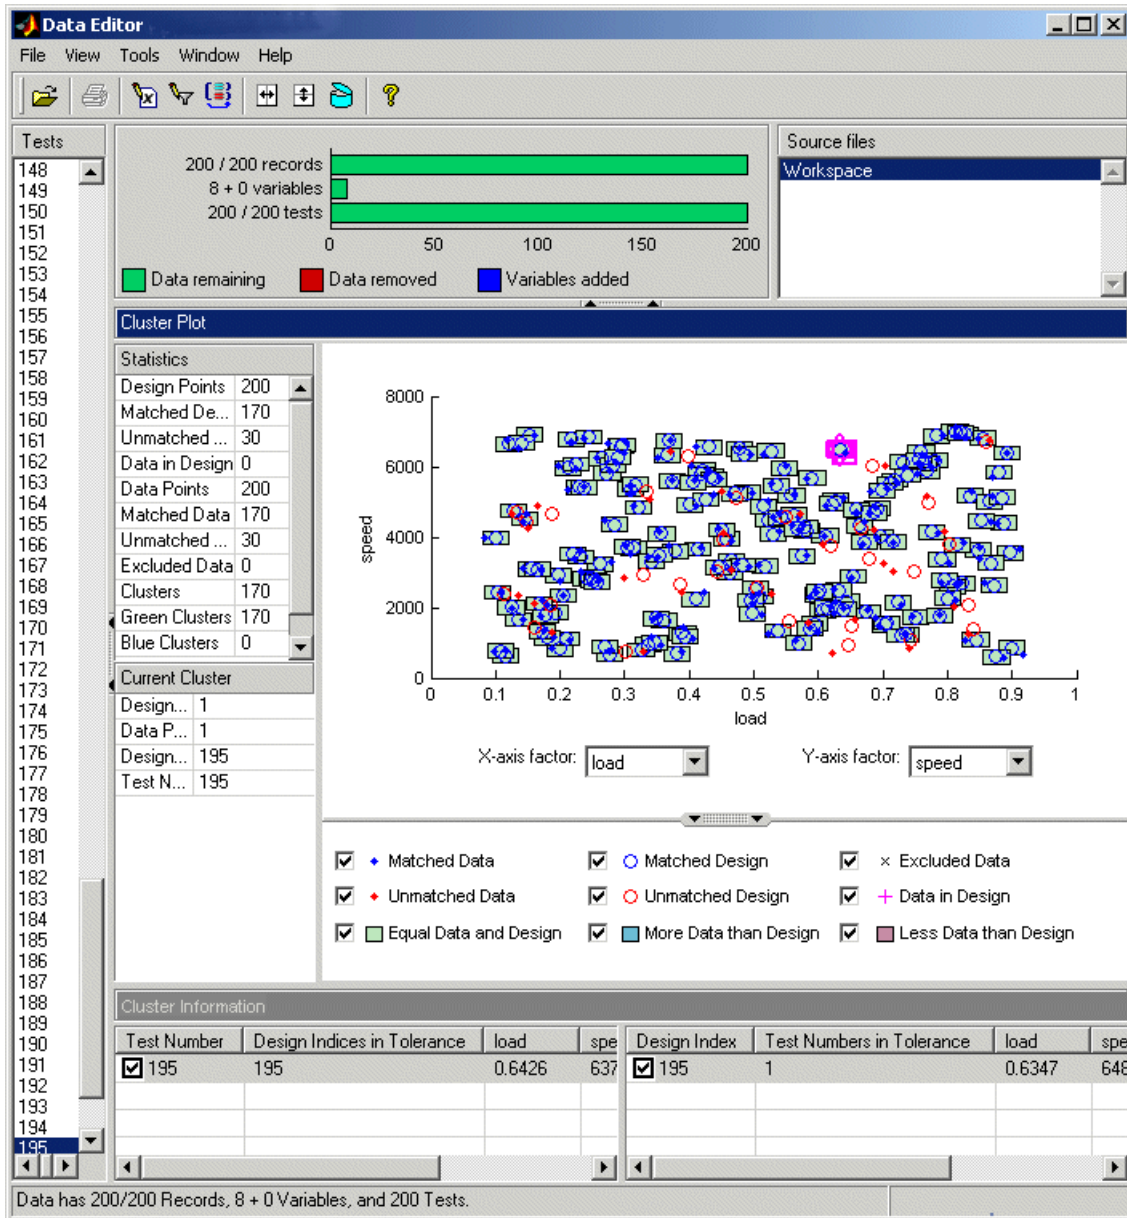 Data Editor
File View Tools Window Help
Tests
148
149
150
151
152
153
154
155
156
157
158
159
160
161
162
163
164
165
166
167
168
169
170
171
172
173
174
175
176
177
178
179
180
181
182
183
184
185
186
187
188
189
190
191
192
193
194
195
200 / 200 records
8 + 0 variables
200 / 200 tests
0 50 100 150 200
Data remaining Data removed Variables added
Source files
Workspace
Cluster Plot
Statistics
Design Points 200
Matched De... 170
Unmatched ... 30
Data in Design 0
Data Points 200
Matched Data 170
Unmatched ... 30
Excluded Data 0
Clusters 170
Green Clusters 170
Blue Clusters 0
Current Cluster
Design... 1
Data P... 1
Design... 195
Test N... 195
8000
6000
4000
2000
0
speed
0 0.1 0.2 0.3 0.4 0.5 0.6 0.7 0.8 0.9 1
load
X-axis factor: load Y-axis factor: speed
Matched Data Matched Design Excluded Data
Unmatched Data Unmatched Design Data in Design
Equal Data and Design More Data than Design Less Data than Design
Cluster Information
Test Number Design Indices in Tolerance load spe Design Index Test Numbers in Tolerance load spe
195 195 0.6426 637 195 1 0.6347 648
Data has 200/200 Records, 8 + 0 Variables, and 200 Tests.